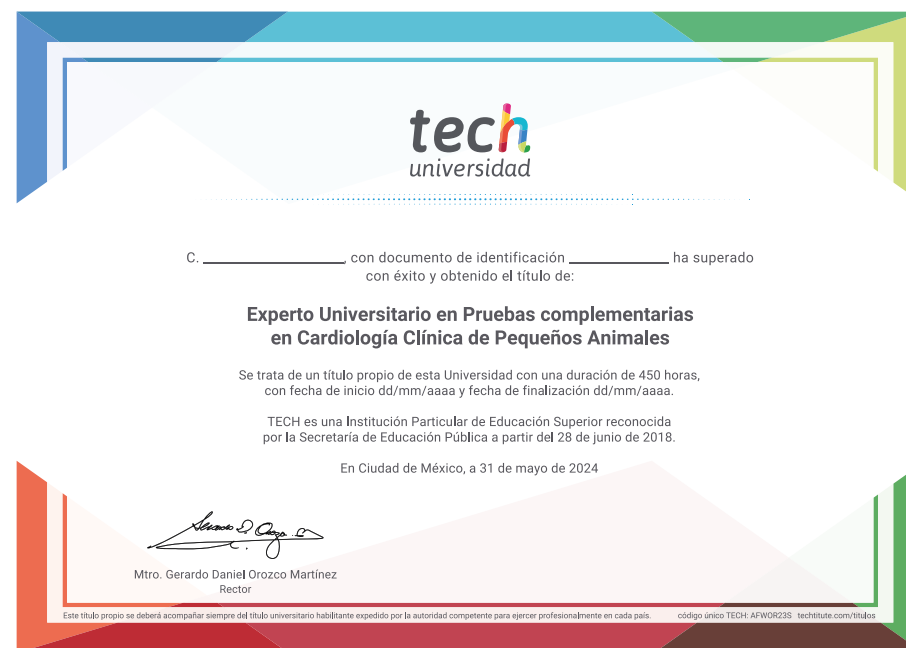 tech
universidad
C. ____________, con documento de identificación ____________ ha superado
con éxito y obtenido el título de:
Experto Universitario en Pruebas complementarias
en Cardiología Clínica de Pequeños Animales
Se trata de un título propio de esta Universidad con una duración de 450 horas,
con fecha de inicio dd/mm/aaaa y fecha de finalización dd/mm/aaaa.
TECH es una Institución Particular de Educación Superior reconocida
por la Secretaría de Educación Pública a partir del 28 de junio de 2018.
En Ciudad de México, a 31 de mayo de 2024
Mtro. Gerardo Daniel Orozco Martínez
Rector
Este título propio se deberá acompañar siempre del título universitario habilitante expedido por la autoridad competente para ejercer profesionalmente en cada país. código único TECH: AFWOR23S techtitute.com/titulos